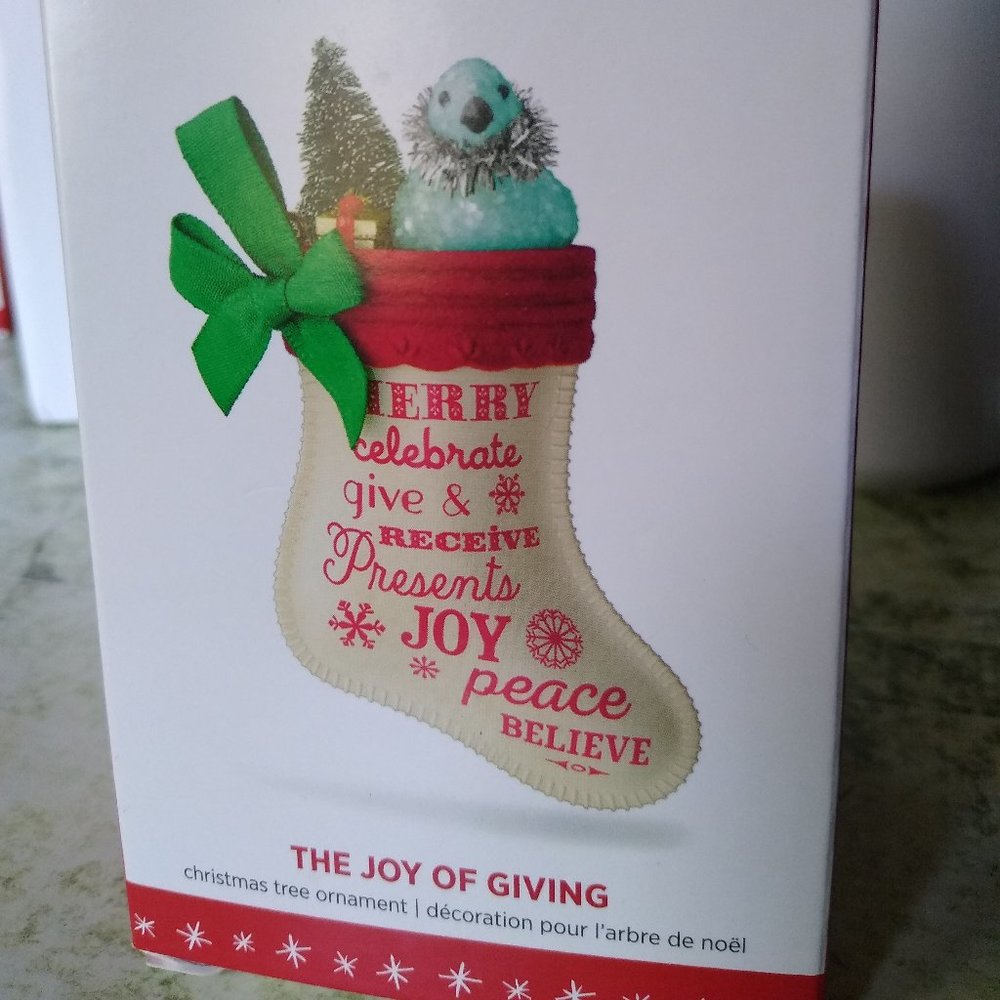 MERRY
celebrate
give &
RECEiVE
Presents
JOY
peace
BELIEVE
THE JOY OF GIVING
christmas tree ornament | décoration pour l'arbre de noël